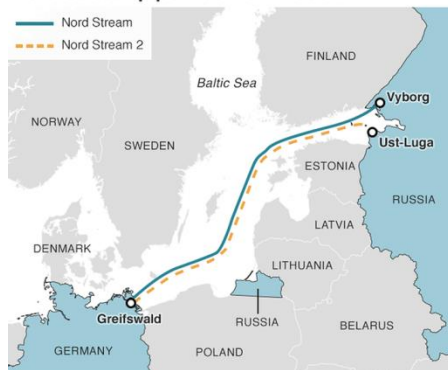 Nord Stream
Nord Stream 2
FINLAND
Baltic Sea
Vyborg
NORWAY
SWEDEN
Ust-Luga
ESTONIA
RUSSIA
LATVIA
DENMARK
LITHUANIA
Greifswald
RUSSIA
BELARUS
GERMANY
POLAND